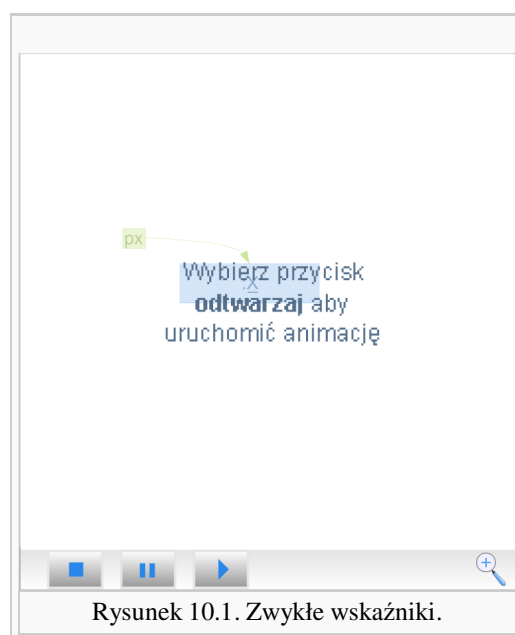 px
Wybierz przycisk
:X
odtwarzaj aby
uruchomić animację
Rysunek 10.1. Zwykłe wskaźniki.